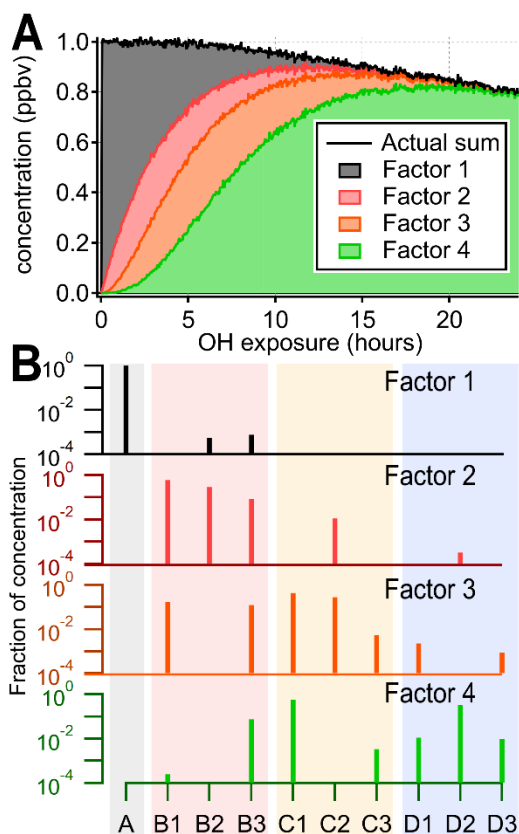 A
concentration (ppbv)
1.0
0.8
0.6
0.4
0.2
0.0
Actual sum
Factor 1
Factor 2
Factor 3
Factor 4
0 5 10 15 20
OH exposure (hours)
B
Fraction of concentration
10^0
10^-2
10^-4
Factor 1
10^0
10^-2
10^-4
Factor 2
10^0
10^-2
10^-4
Factor 3
10^0
10^-2
10^-4
Factor 4
A B1 B2 B3 C1 C2 C3 D1 D2 D3